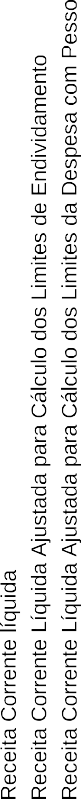 Receita Corrente líquida
Receita Corrente Líquida Ajustada para Cálculo dos Limites de Endividamento
Receita Corrente Líquida Ajustada para Cálculo dos Limites da Despesa com Pesso